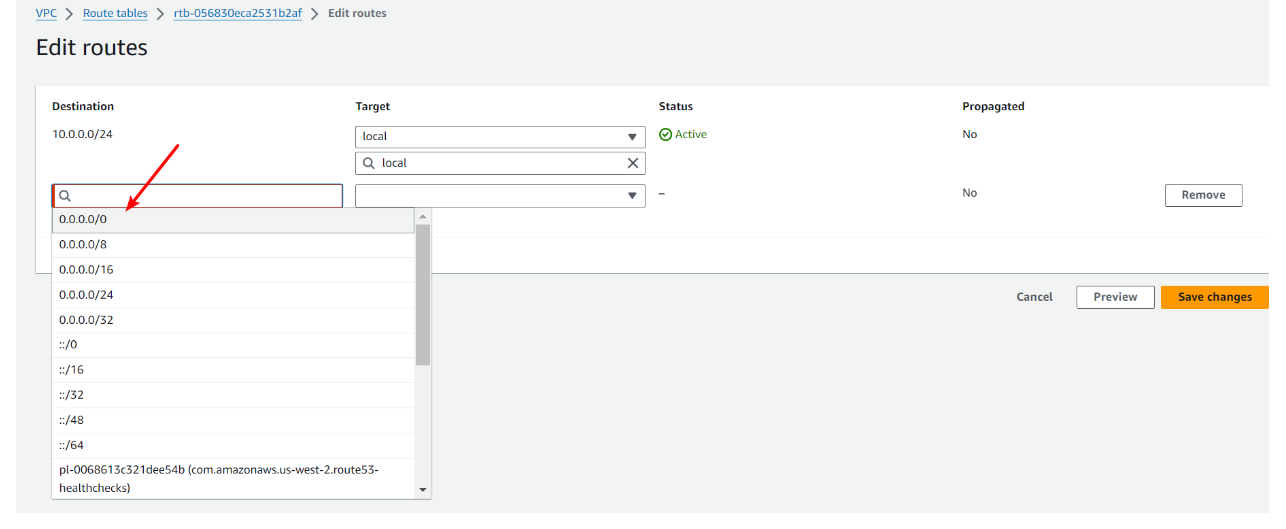 VPC > Route tables > rtb-056830eca2531b2af > Edit routes
Edit routes
Destination Target Status Propagated
10.0.0.0/24 local Active No
local
– No Remove
0.0.0.0/0
0.0.0.0/8
0.0.0.0/16
0.0.0.0/24
0.0.0.0/32
::/0
::/16
::/32
::/48
::/64
pl-0068613c321dee54b (com.amazonaws.us-west-2.route53-
healthchecks)
Cancel Preview Save changes